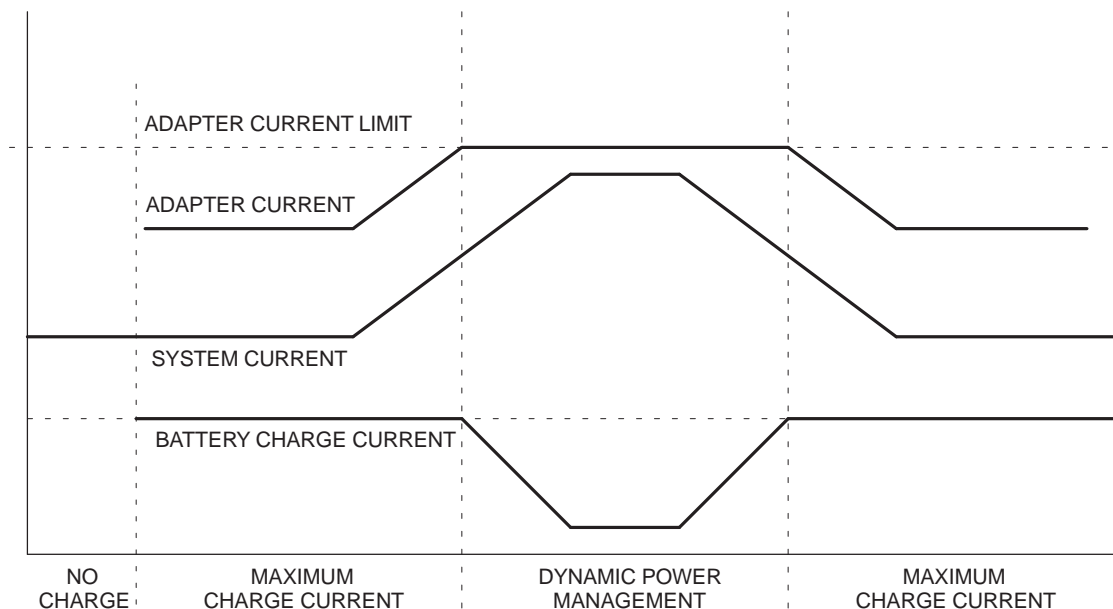 ADAPTER CURRENT LIMIT
ADAPTER CURRENT
SYSTEM CURRENT
BATTERY CHARGE CURRENT
NO
CHARGE
MAXIMUM
CHARGE CURRENT
DYNAMIC POWER
MANAGEMENT
MAXIMUM
CHARGE CURRENT